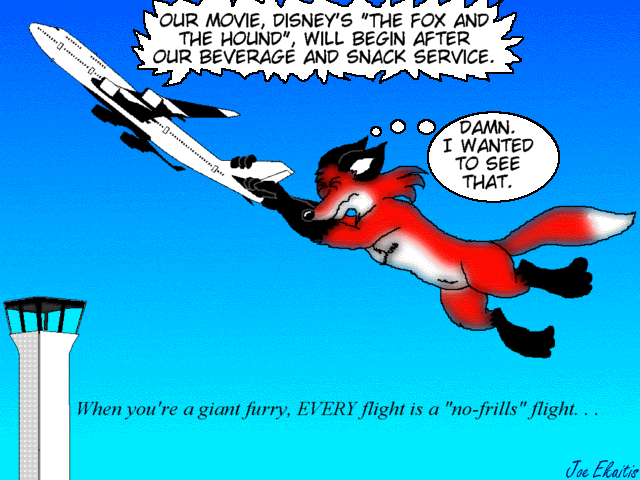 OUR MOVIE, DISNEY'S "THE FOX AND
THE HOUND", WILL BEGIN AFTER
OUR BEVERAGE AND SNACK SERVICE.
DAMN.
I WANTED
TO SEE
THAT.
When you're a giant furry, EVERY flight is a "no-frills" flight. . .
Joe Ekaitis